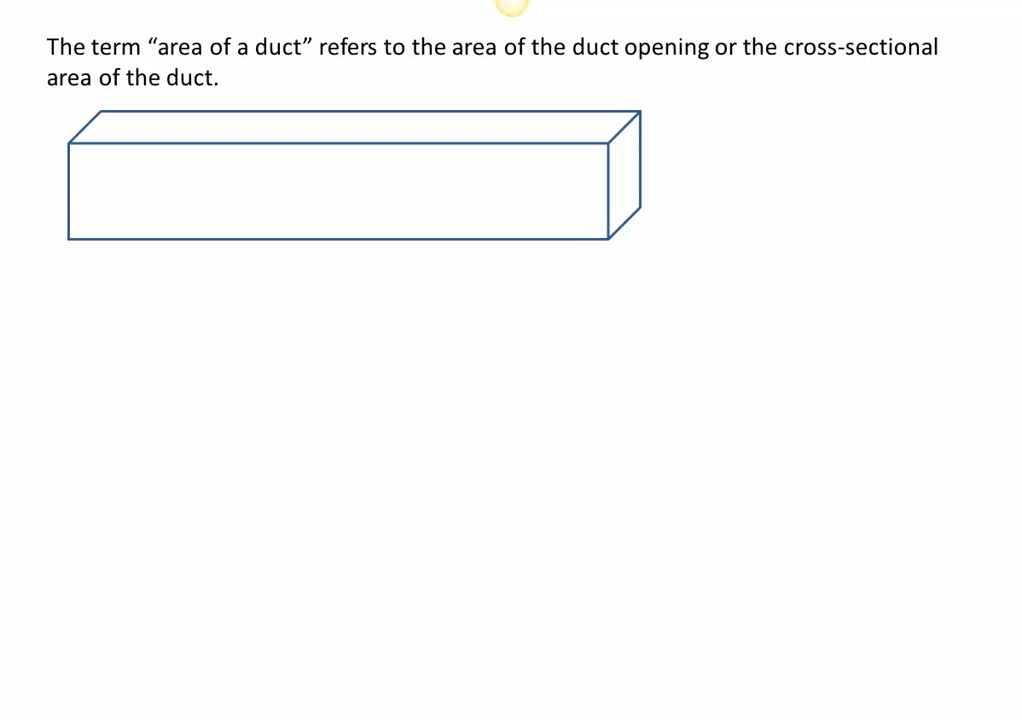 The term “area of a duct” refers to the area of the duct opening or the cross-sectional
area of the duct.